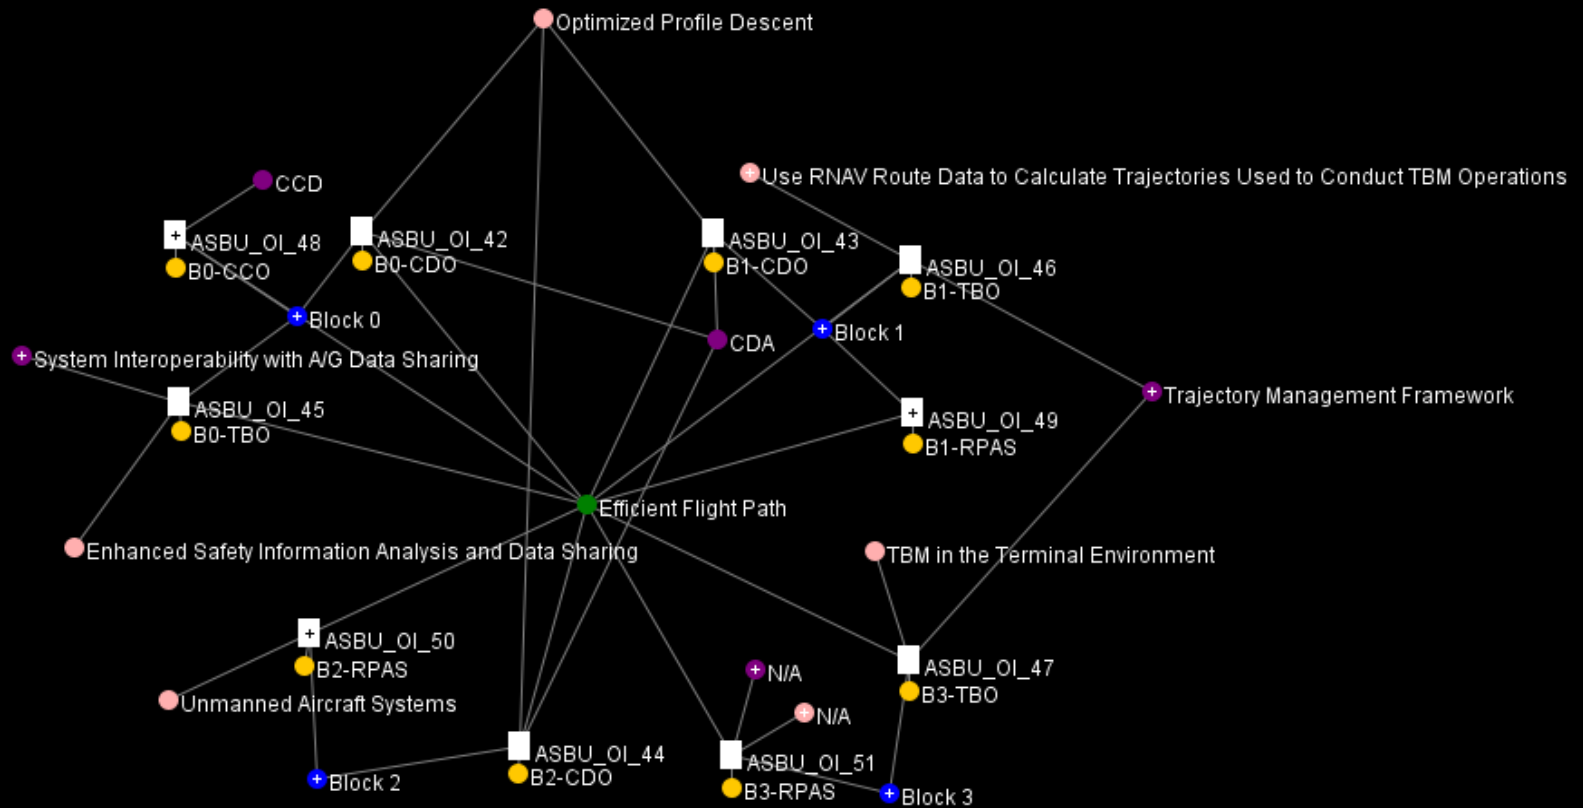 Optimized Profile Descent
Use RNAV Route Data to Calculate Trajectories Used to Conduct TBM Operations
CCD
ASBU_OI_48
B0-CCO
ASBU_OI_42
B0-CDO
ASBU_OI_43
B1-CDO
ASBU_OI_46
B1-TBO
Block 0
Block 1
CDA
System Interoperability with A/G Data Sharing
Trajectory Management Framework
ASBU_OI_45
B0-TBO
ASBU_OI_49
B1-RPAS
Efficient Flight Path
Enhanced Safety Information Analysis and Data Sharing
TBM in the Terminal Environment
ASBU_OI_50
B2-RPAS
Unmanned Aircraft Systems
N/A
N/A
ASBU_OI_47
B3-TBO
ASBU_OI_44
B2-CDO
ASBU_OI_51
B3-RPAS
Block 2
Block 3